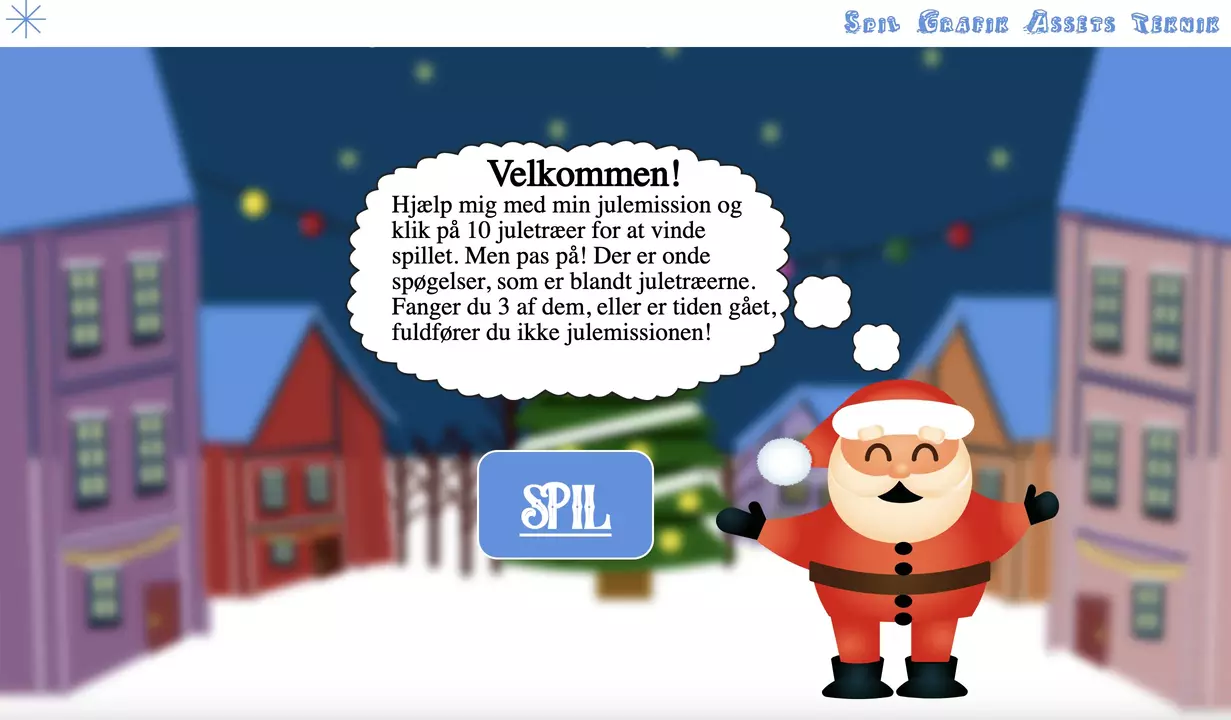 Spil Grafik Assets Teknik
Velkommen!
Hjælp mig med min julemission og
klik på 10 juletræer for at vinde
spillet. Men pas på! Der er onde
spøgelser, som er blandt juletræerne.
Fanger du 3 af dem, eller er tiden gået,
fuldfører du ikke julemissionen!
SPIL